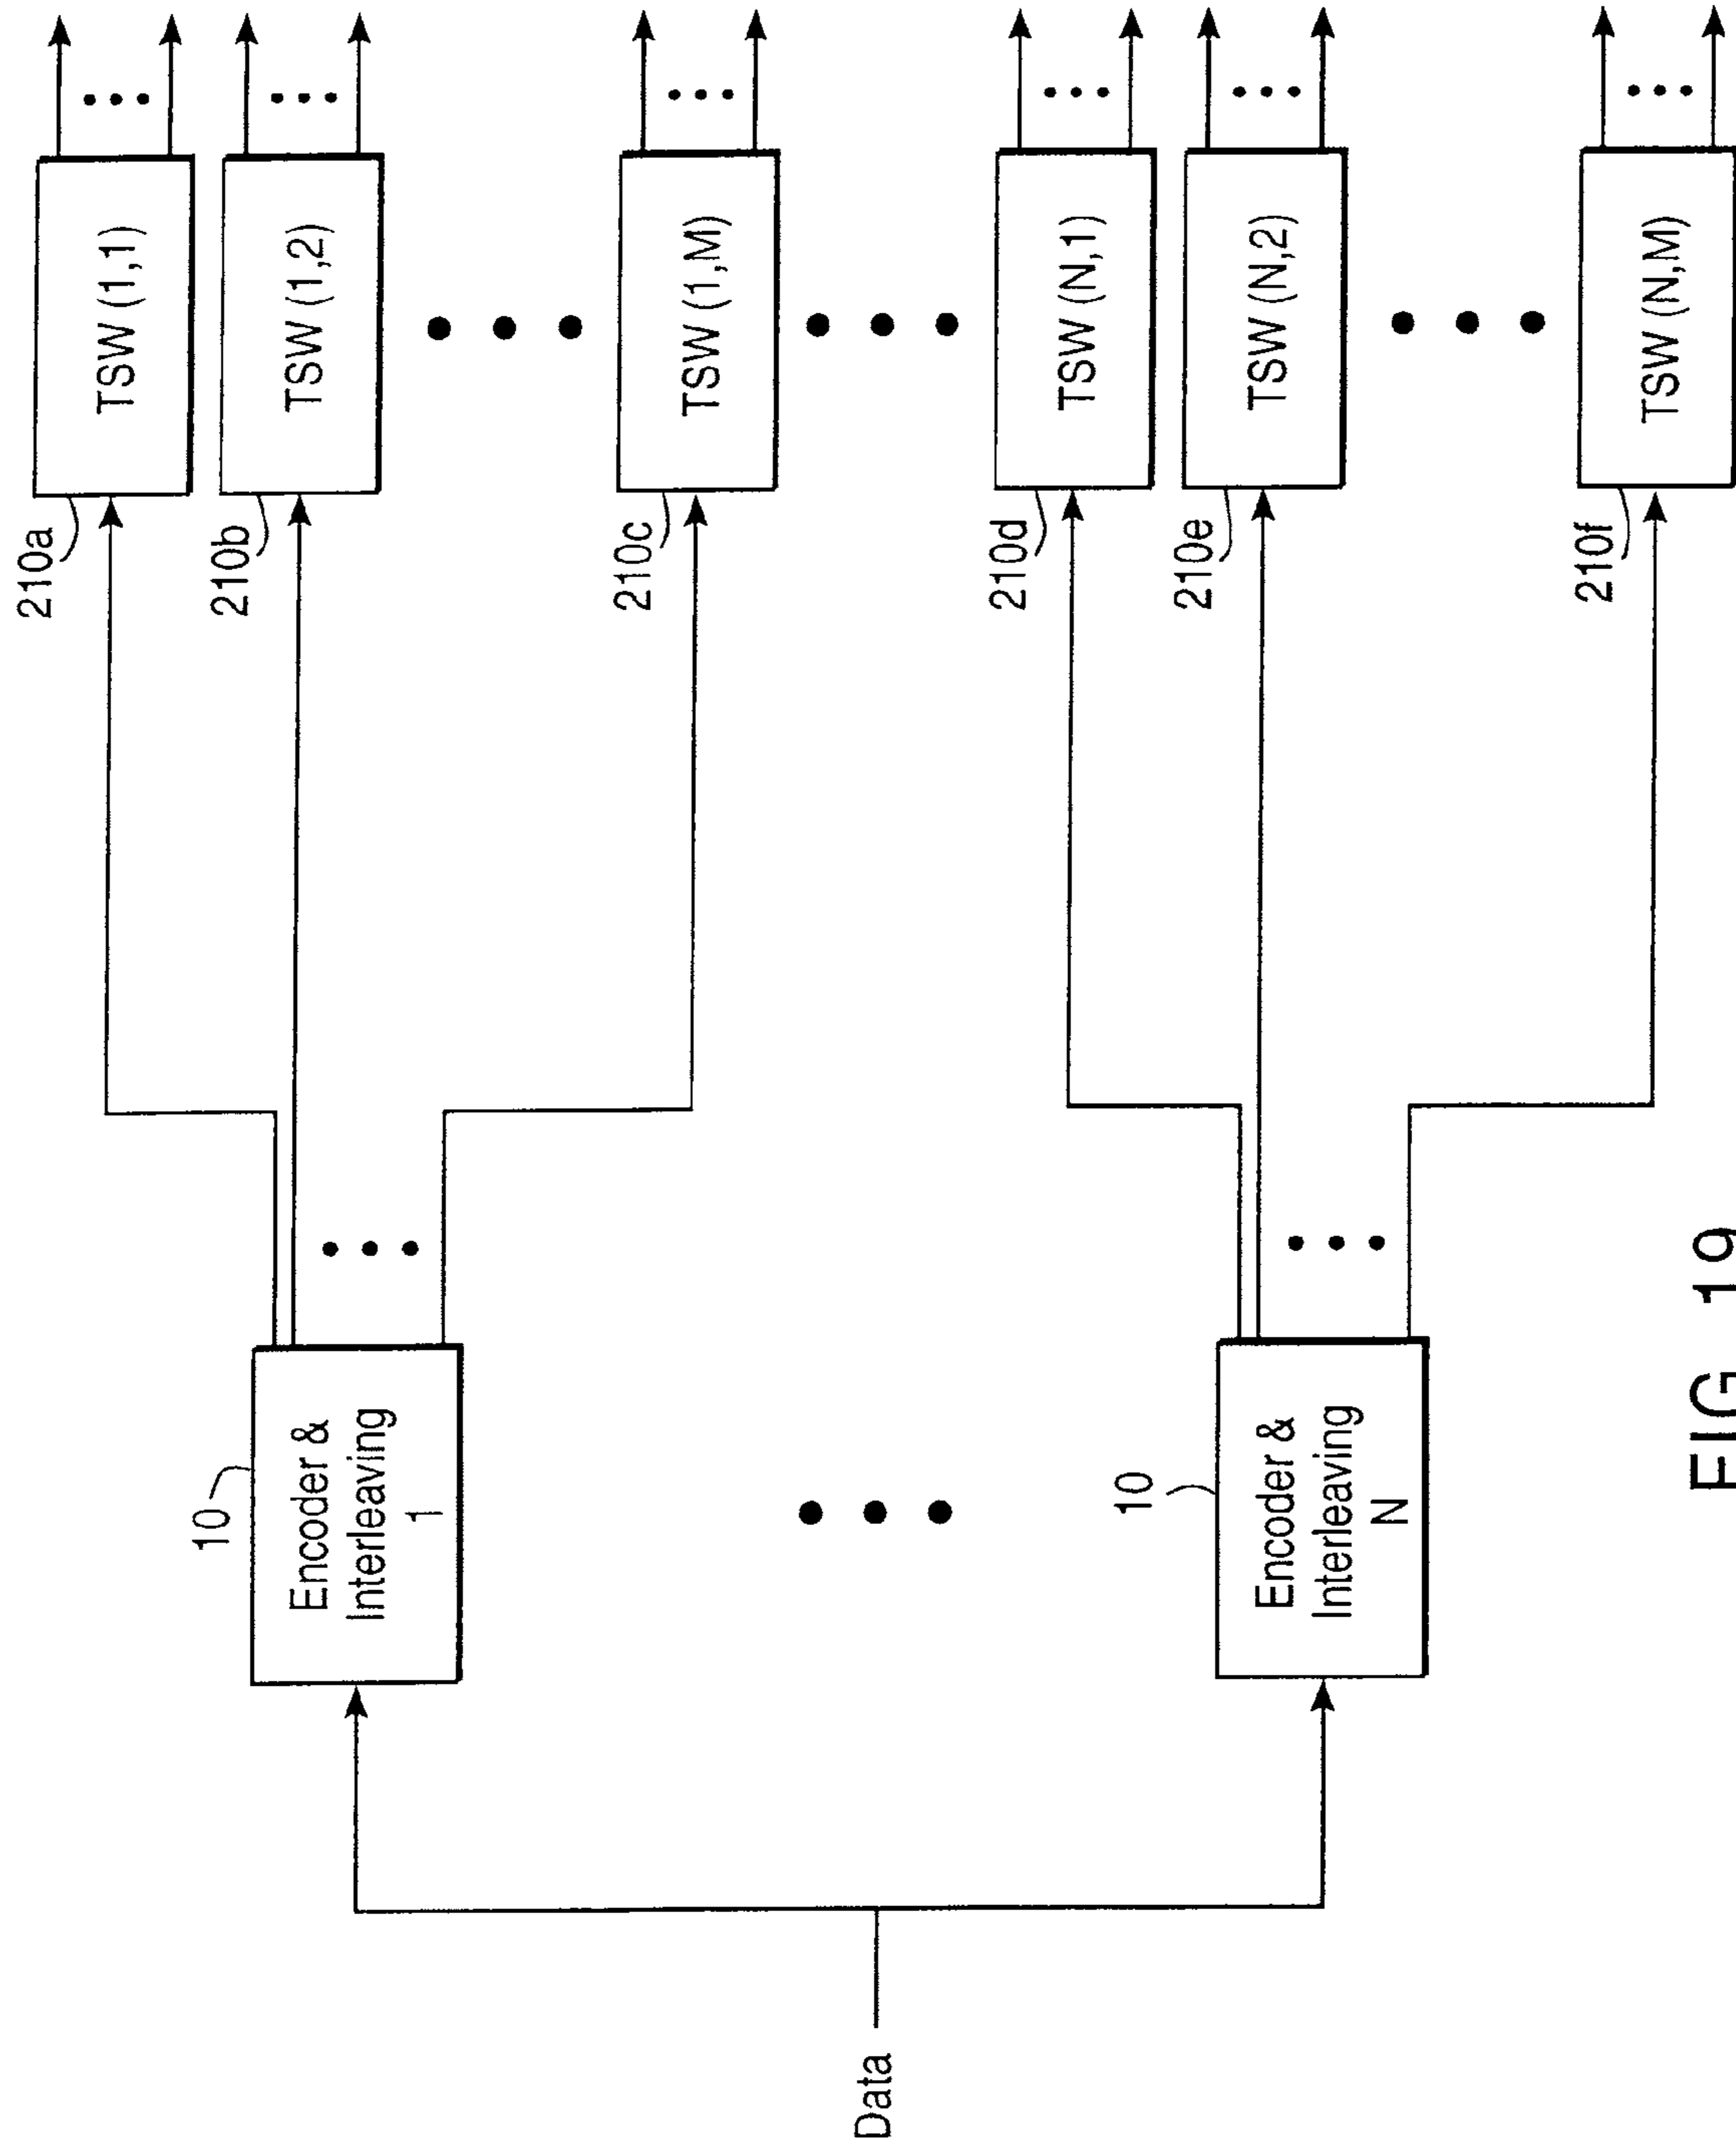 Data
10
Encoder &
Interleaving
1
10
Encoder &
Interleaving
N
210a
TSW (1,1)
210b
TSW (1,2)
210c
TSW (1,M)
210d
TSW (N,1)
210e
TSW (N,2)
210f
TSW (N,M)
FIG 19